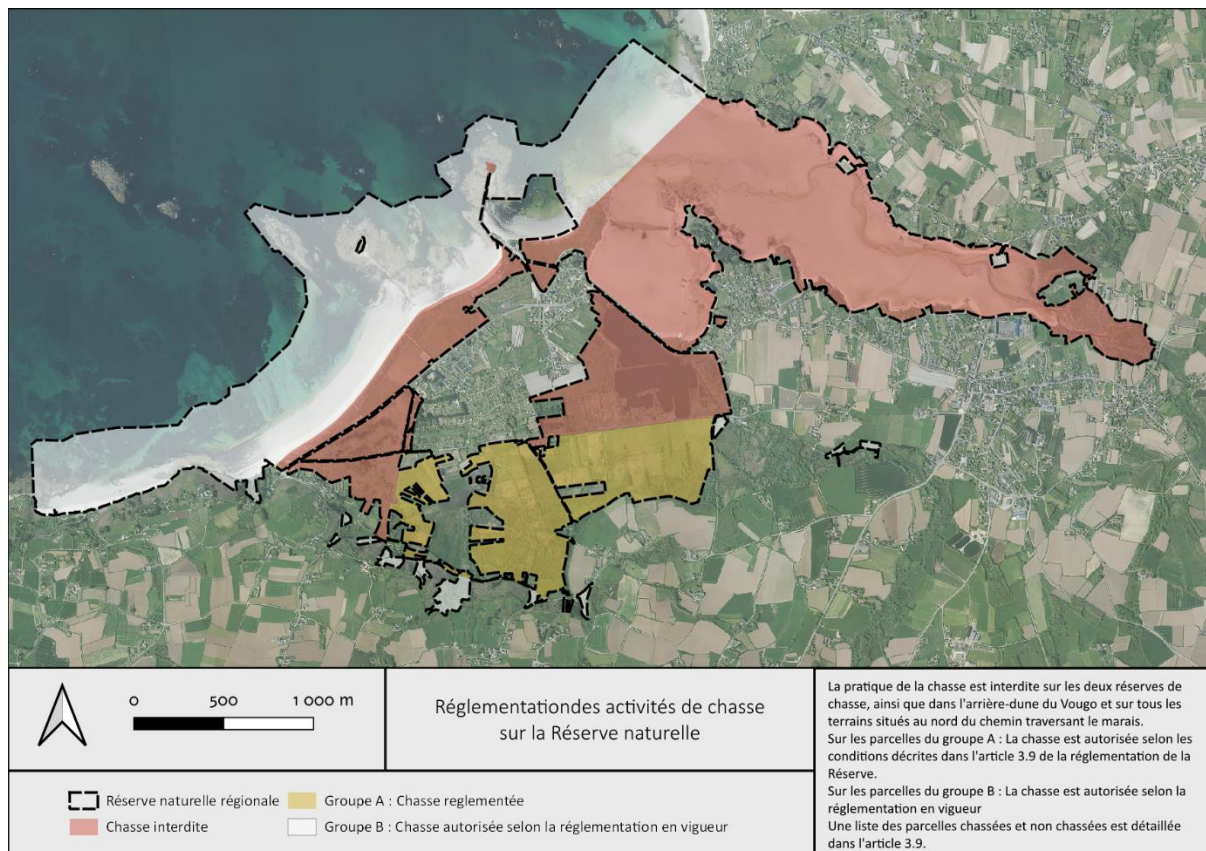 0 500 1 000 m
Réglementationdes activités de chasse
sur la Réserve naturelle
Réserve naturelle régionale
Chasse interdite
Groupe A : Chasse reglementée
Groupe B : Chasse autorisée selon la réglementation en vigueur
La pratique de la chasse est interdite sur les deux réserves de
chasse, ainsi que dans l'arrière-dune du Vougo et sur tous les
terrains situés au nord du chemin traversant le marais.
Sur les parcelles du groupe A : La chasse est autorisée selon les
conditions décrites dans l'article 3.9 de la réglementation de la
Réserve.
Sur les parcelles du groupe B : La chasse est autorisée selon la
réglementation en vigueur
Une liste des parcelles chassées et non chassées est détaillée
dans l'article 3.9.